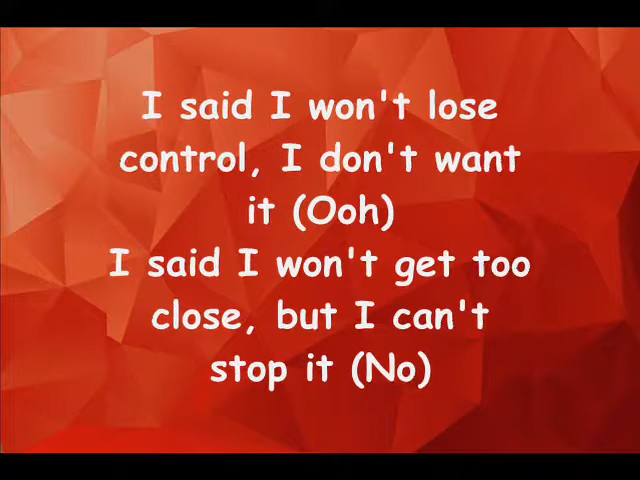 I said I won't lose
control, I don't want
it (Ooh)
I said I won't get too
close, but I can't
stop it (No)